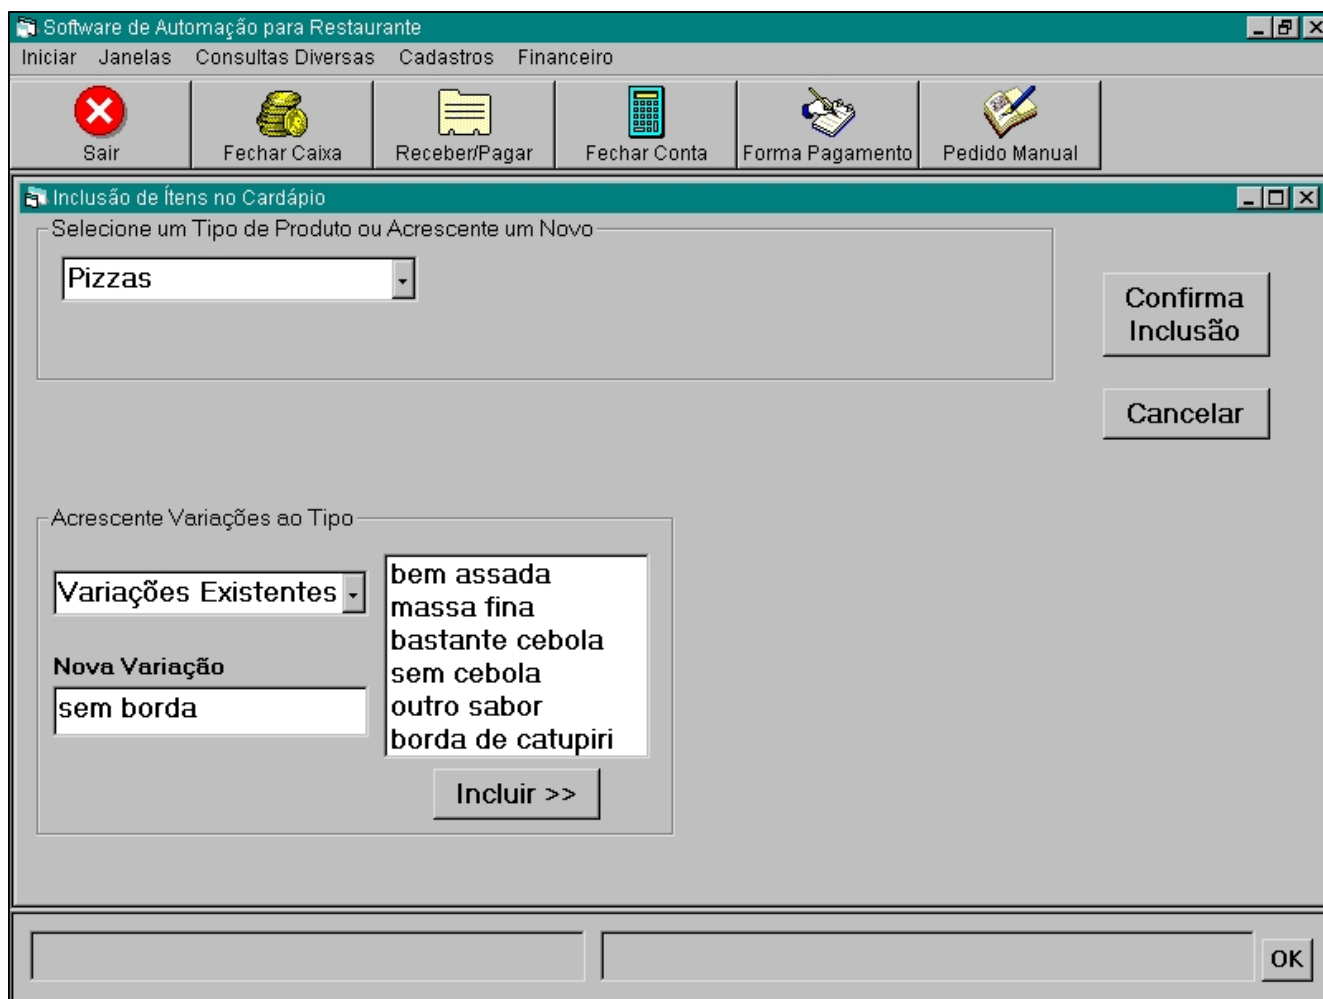 Software de Automação para Restaurante
Iniciar Janelas Consultas Diversas Cadastros Financeiro
Sair Fechar Caixa Receber/Pagar Fechar Conta Forma Pagamento Pedido Manual
Inclusão de Ítens no Cardápio
Selecione um Tipo de Produto ou Acrescente um Novo
Pizzas
Confirma
Inclusão
Cancelar
Acrescente Variações ao Tipo
Variações Existentes
Nova Variação
sem borda
bem assada
massa fina
bastante cebola
sem cebola
outro sabor
borda de catupiri
Incluir >>
OK